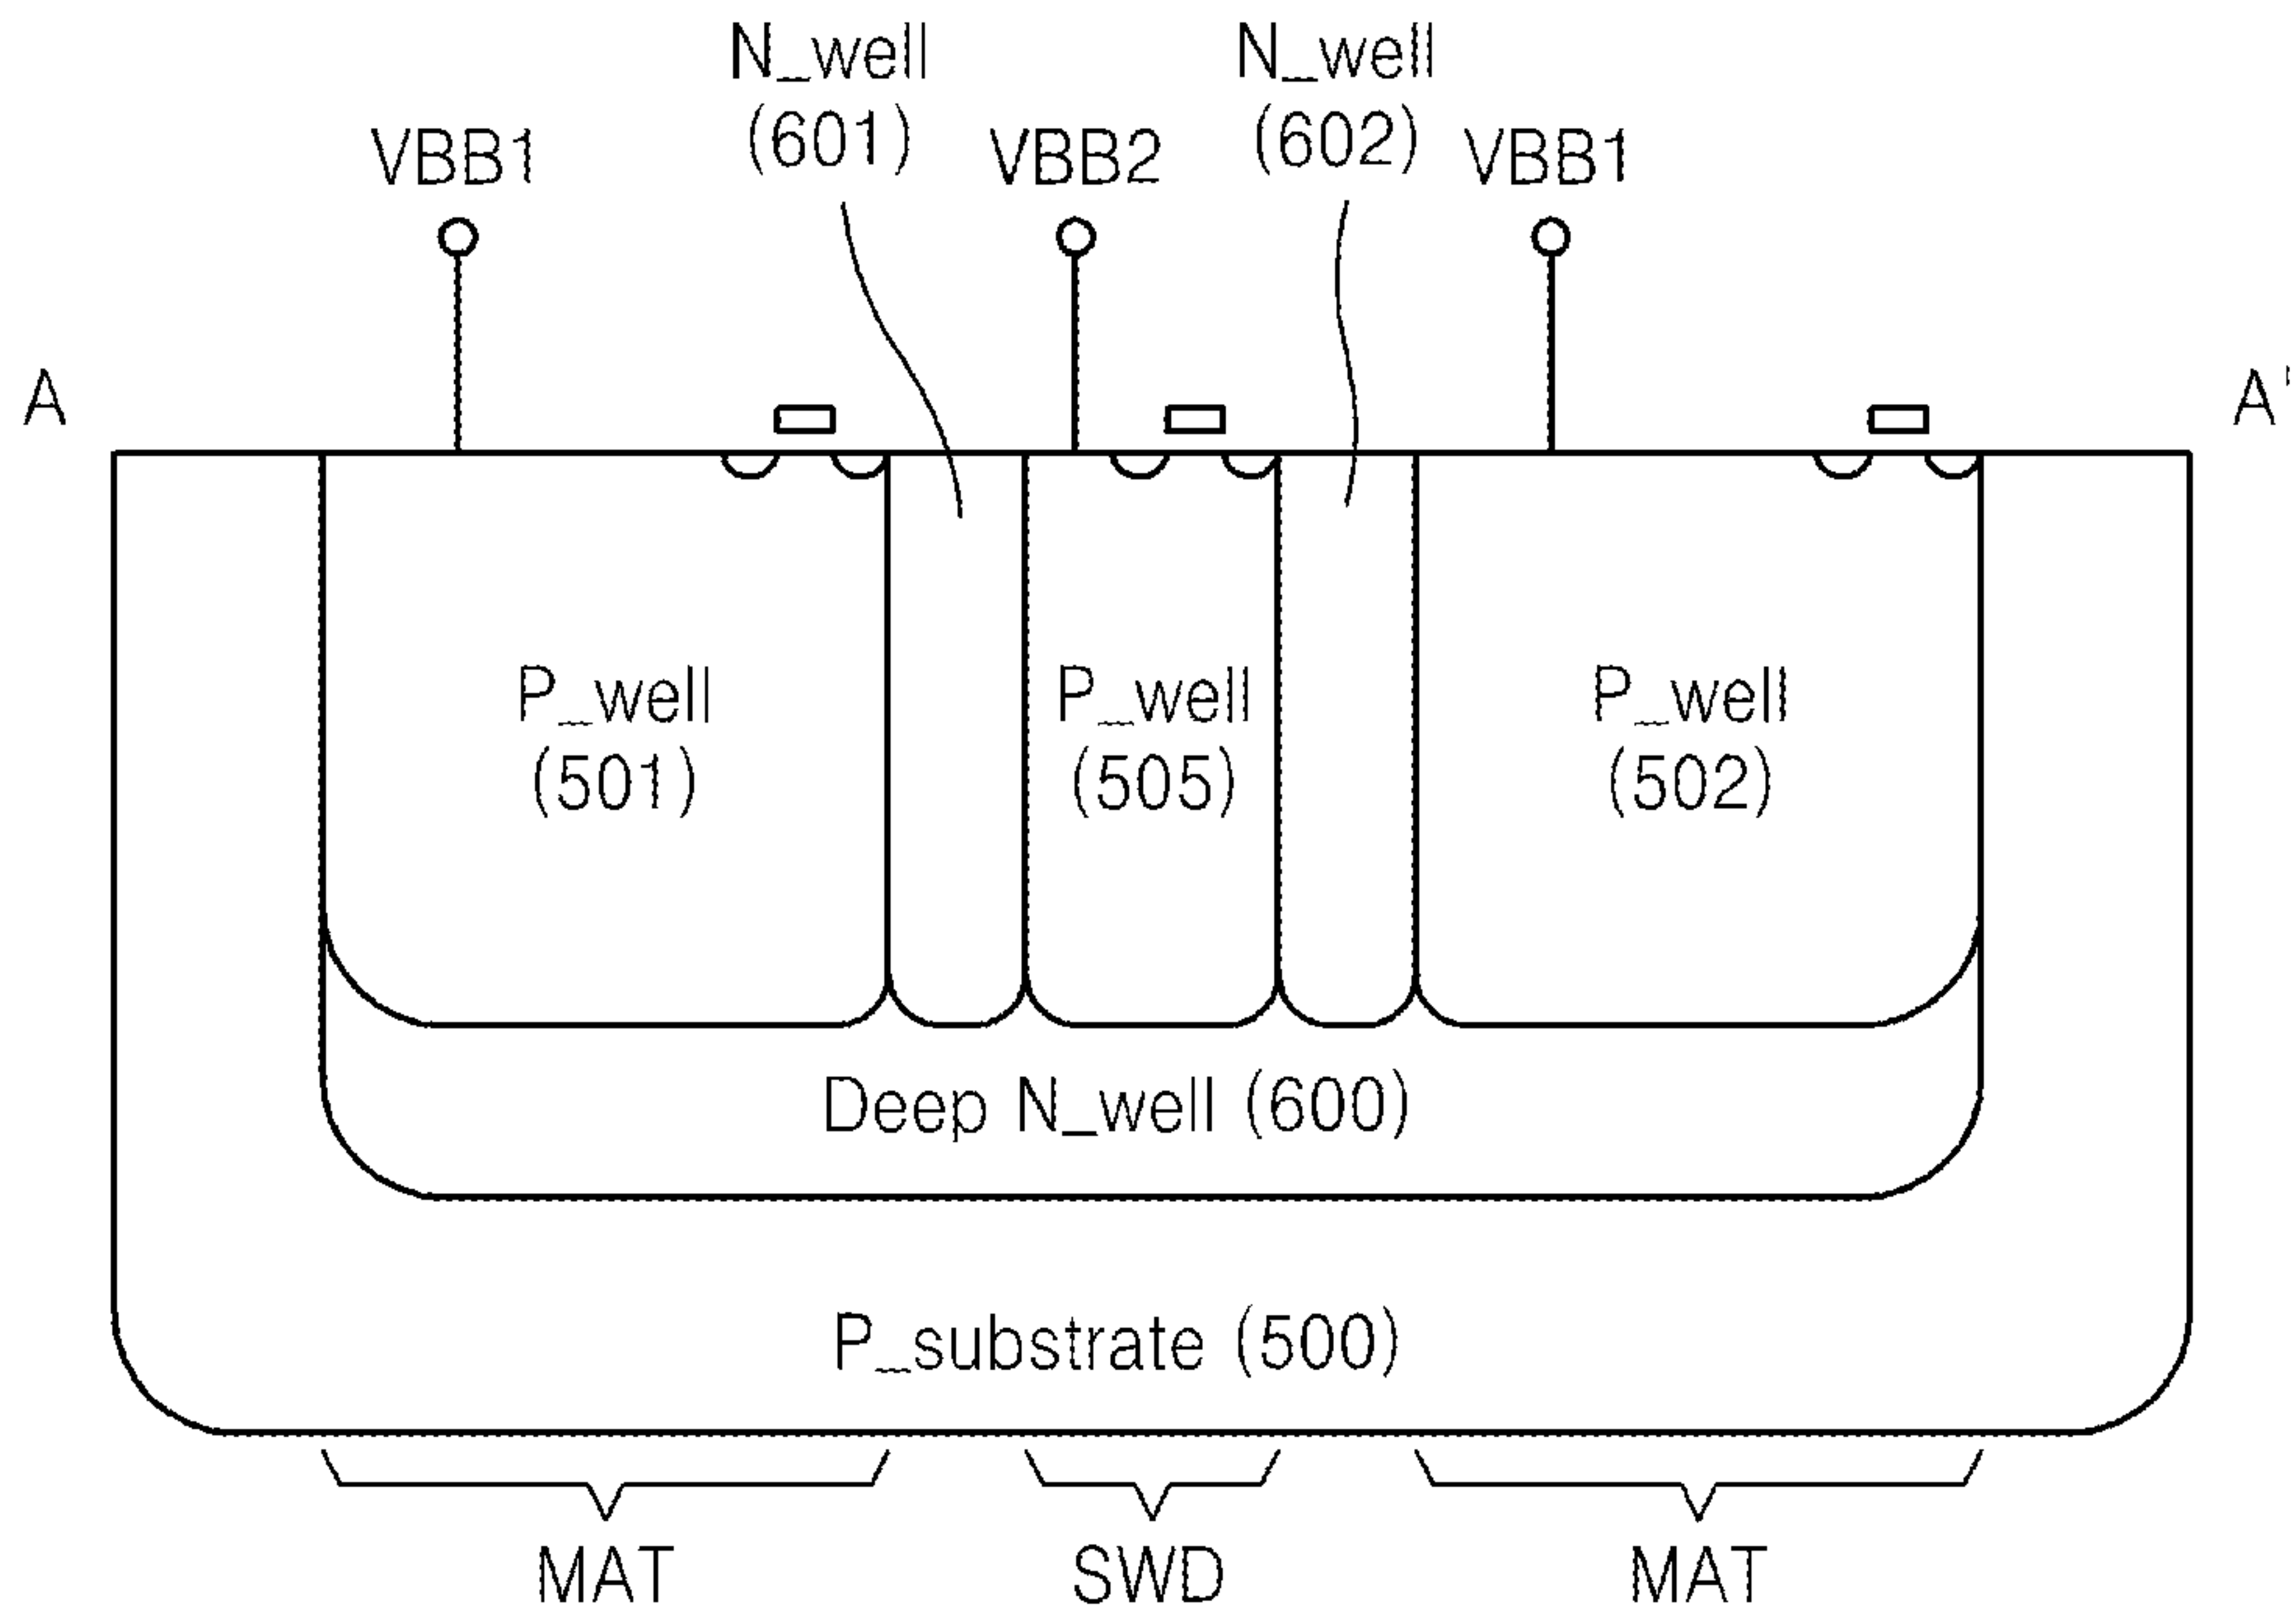 N_well
(601)
N_well
(602)
VBB1
VBB2
VBB1
A
A'
P_well
(501)
P_well
(505)
P_well
(502)
Deep N_well (600)
P_substrate (500)
MAT
SWD
MAT